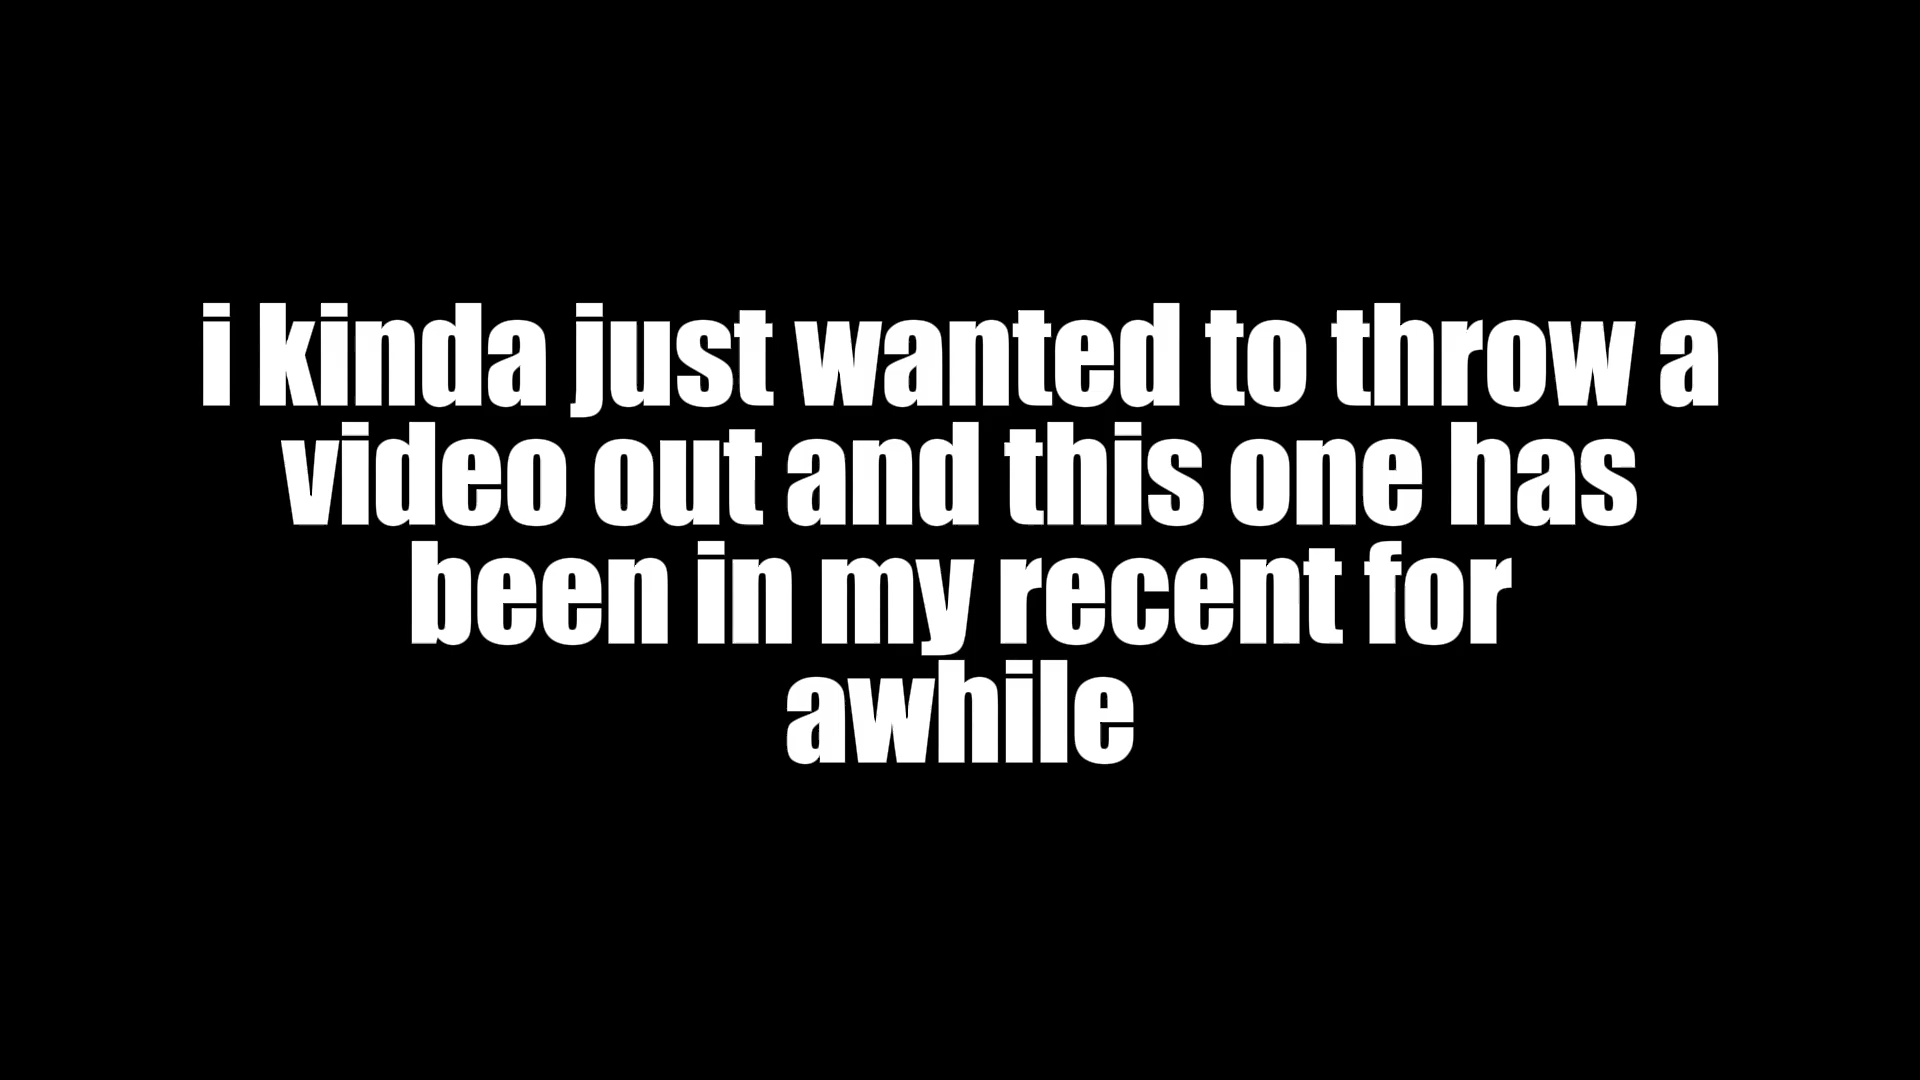 i kinda just wanted to throw a
video out and this one has
been in my recent for
awhile